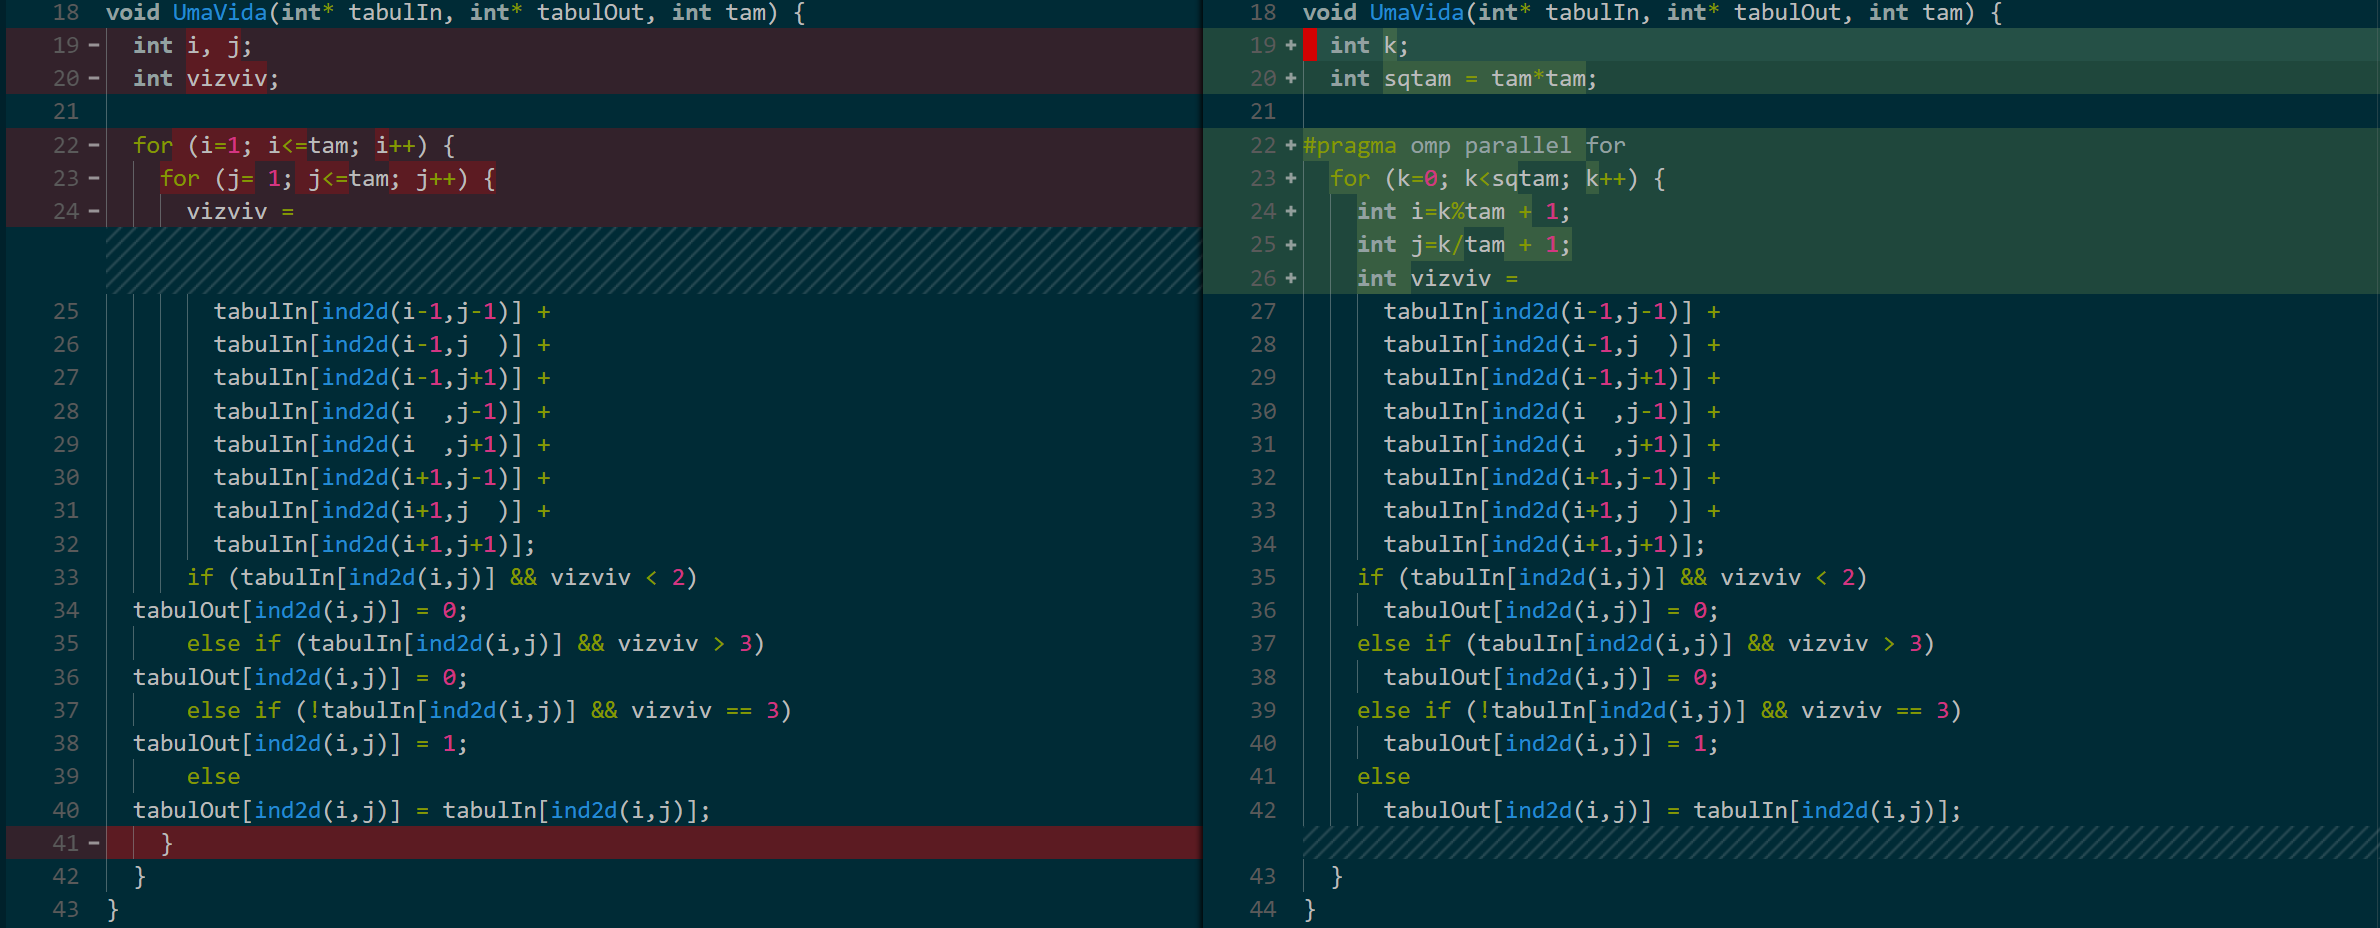 18 void UmaVida(int* tabulIn, int* tabulOut, int tam) {
19 -   int i, j;
20 -   int vizviv;
21
22 -   for (i=1; i<=tam; i++) {
23 -     for (j= 1; j<=tam; j++) {
24 -       vizviv =
25         tabulIn[ind2d(i-1,j-1)] +
26         tabulIn[ind2d(i-1,j  )] +
27         tabulIn[ind2d(i-1,j+1)] +
28         tabulIn[ind2d(i  ,j-1)] +
29         tabulIn[ind2d(i  ,j+1)] +
30         tabulIn[ind2d(i+1,j-1)] +
31         tabulIn[ind2d(i+1,j  )] +
32         tabulIn[ind2d(i+1,j+1)];
33       if (tabulIn[ind2d(i,j)] && vizviv < 2)
34   tabulOut[ind2d(i,j)] = 0;
35       else if (tabulIn[ind2d(i,j)] && vizviv > 3)
36   tabulOut[ind2d(i,j)] = 0;
37       else if (!tabulIn[ind2d(i,j)] && vizviv == 3)
38   tabulOut[ind2d(i,j)] = 1;
39       else
40   tabulOut[ind2d(i,j)] = tabulIn[ind2d(i,j)];
41 -     }
42   }
43 }
18 void UmaVida(int* tabulIn, int* tabulOut, int tam) {
19 +   int k;
20 +   int sqtam = tam*tam;
21
22 + #pragma omp parallel for
23 +   for (k=0; k<sqtam; k++) {
24 +     int i=k%tam + 1;
25 +     int j=k/tam + 1;
26 +     int vizviv =
27       tabulIn[ind2d(i-1,j-1)] +
28       tabulIn[ind2d(i-1,j  )] +
29       tabulIn[ind2d(i-1,j+1)] +
30       tabulIn[ind2d(i  ,j-1)] +
31       tabulIn[ind2d(i  ,j+1)] +
32       tabulIn[ind2d(i+1,j-1)] +
33       tabulIn[ind2d(i+1,j  )] +
34       tabulIn[ind2d(i+1,j+1)];
35     if (tabulIn[ind2d(i,j)] && vizviv < 2)
36       tabulOut[ind2d(i,j)] = 0;
37     else if (tabulIn[ind2d(i,j)] && vizviv > 3)
38       tabulOut[ind2d(i,j)] = 0;
39     else if (!tabulIn[ind2d(i,j)] && vizviv == 3)
40       tabulOut[ind2d(i,j)] = 1;
41     else
42       tabulOut[ind2d(i,j)] = tabulIn[ind2d(i,j)];
43   }
44 }